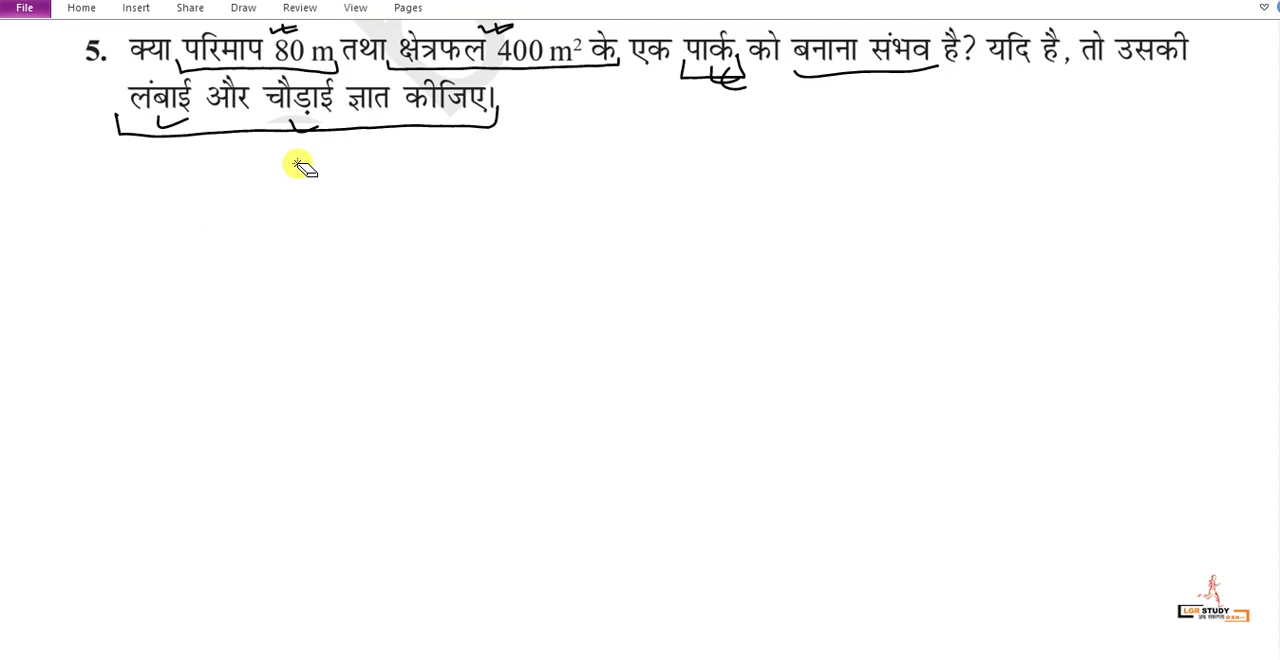 File Home Insert Share Draw Review View Pages
5. क्या परिमाप 80 m तथा क्षेत्रफल 400 m² के एक पार्क को बनाना संभव है? यदि है, तो उसकी
लंबाई और चौड़ाई ज्ञात कीजिए।
LGR STUDY